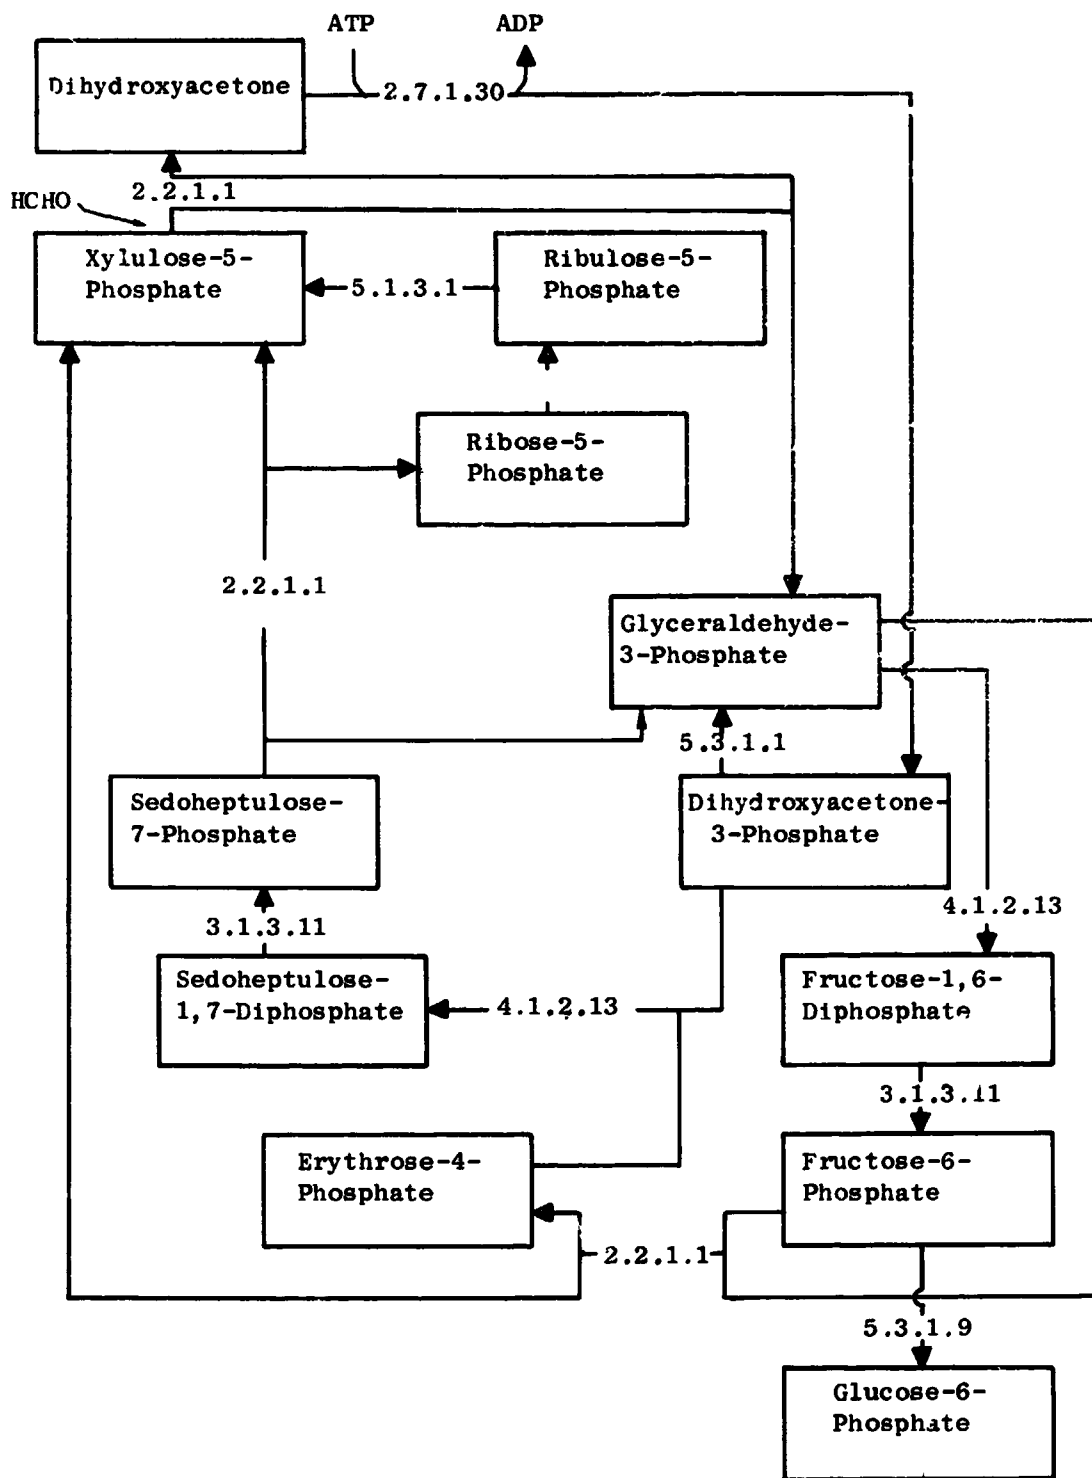 ATP ADP
Dihydroxyacetone
2.7.1.30
2.2.1.1
HCHO
Xylulose-5-
Phosphate
5.1.3.1
Ribulose-5-
Phosphate
Ribose-5-
Phosphate
2.2.1.1
Glyceraldehyde-
3-Phosphate
5.3.1.1
Sedoheptulose-
7-Phosphate
Dihydroxyacetone-
3-Phosphate
3.1.3.11
4.1.2.13
Sedoheptulose-
1,7-Diphosphate
4.1.2.13
Fructose-1,6-
Diphosphate
3.1.3.11
Erythrose-4-
Phosphate
Fructose-6-
Phosphate
2.2.1.1
5.3.1.9
Glucose-6-
Phosphate